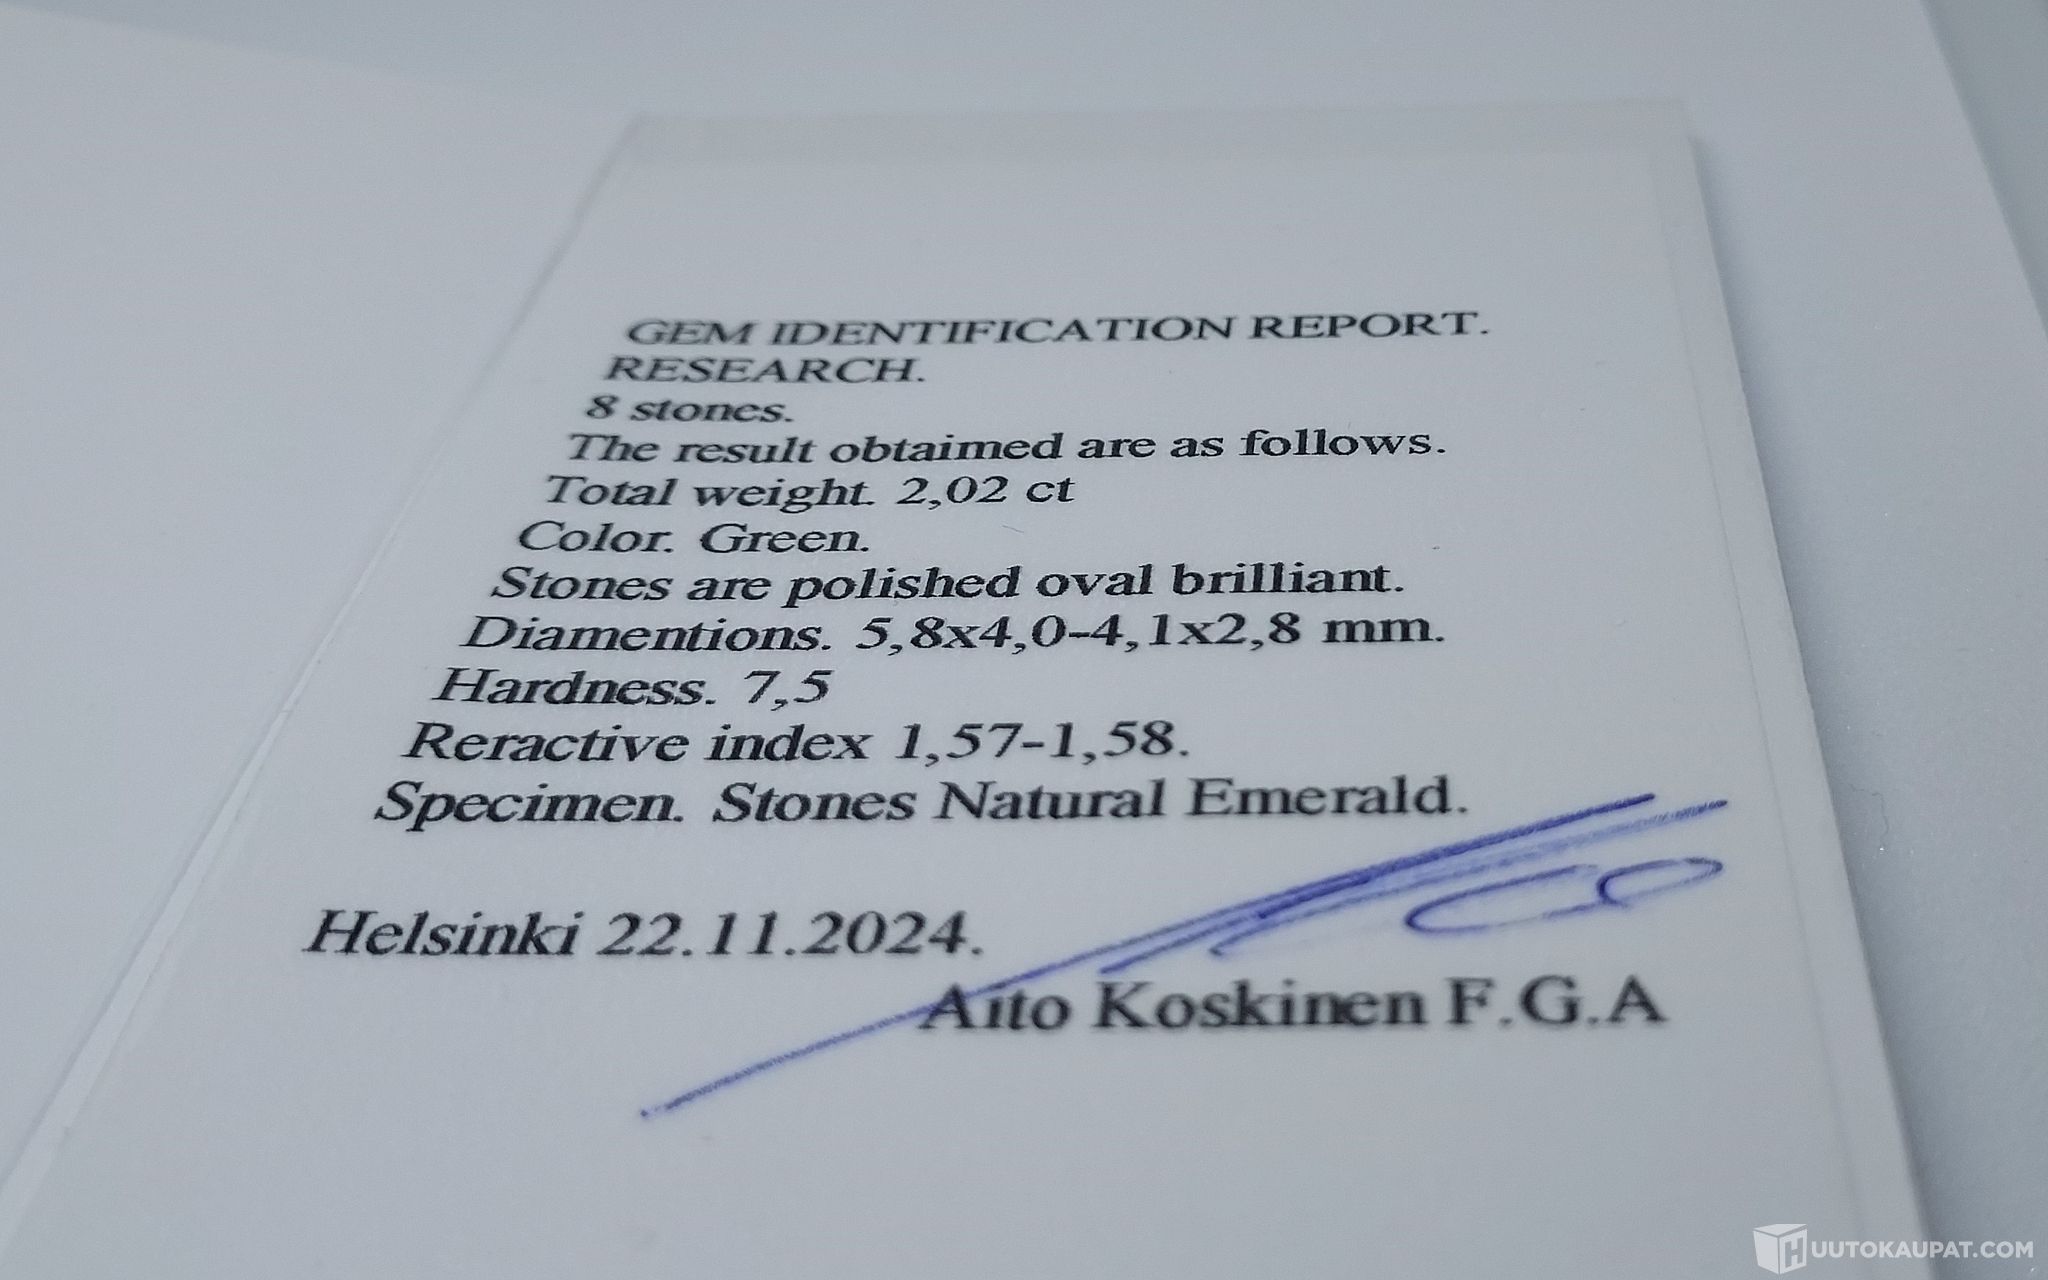 GEM IDENTIFICATION REPORT.
RESEARCH.
8 stones.
The result obtaimed are as follows.
Total weight. 2,02 ct
Color. Green.
Stones are polished oval brilliant.
Diamentions. 5,8x4,0-4,1x2,8 mm.
Hardness. 7,5
Reractive index 1,57-1,58.
Specimen. Stones Natural Emerald.
Helsinki 22.11.2024.
Aito Koskinen F.G.A
HUUTOKAUPAT.COM